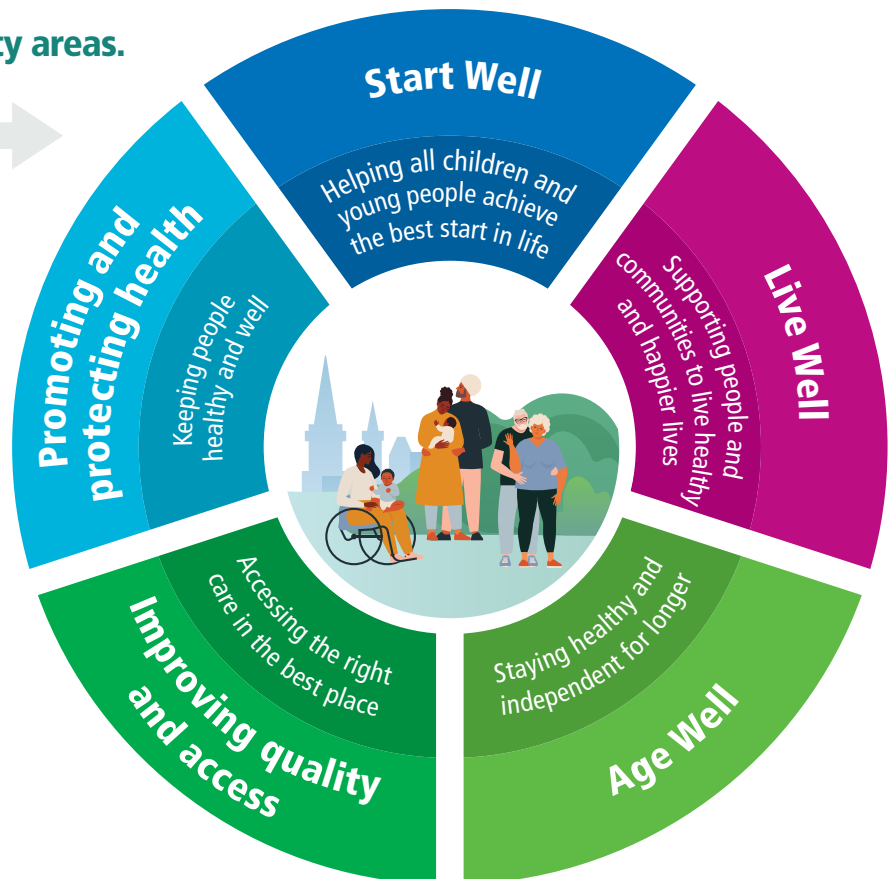 ty areas.
Start Well
Helping all children and
young people achieve
the best start in life
Live Well
Supporting people and
communities to live healthy
and happier lives
Age Well
Staying healthy and
independent for longer
Improving quality
and access
Accessing the right
care in the best place
Promoting and
protecting health
Keeping people
healthy and well